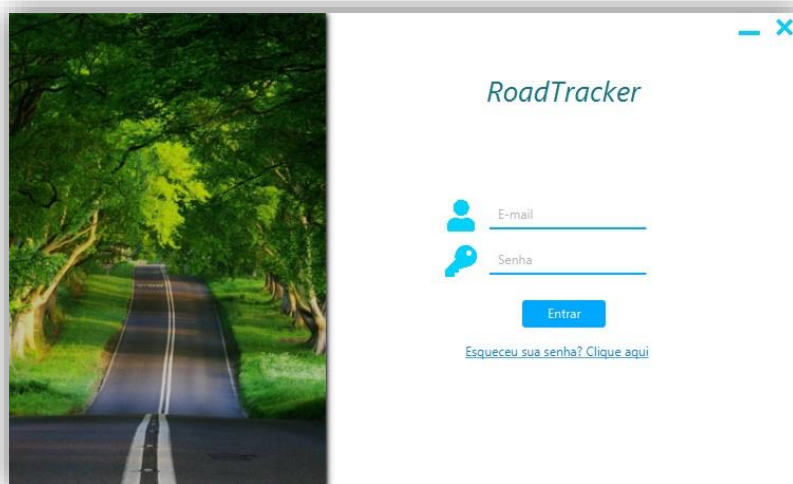 RoadTracker
E-mail
Senha
Entrar
Esqueceu sua senha? Clique aqui